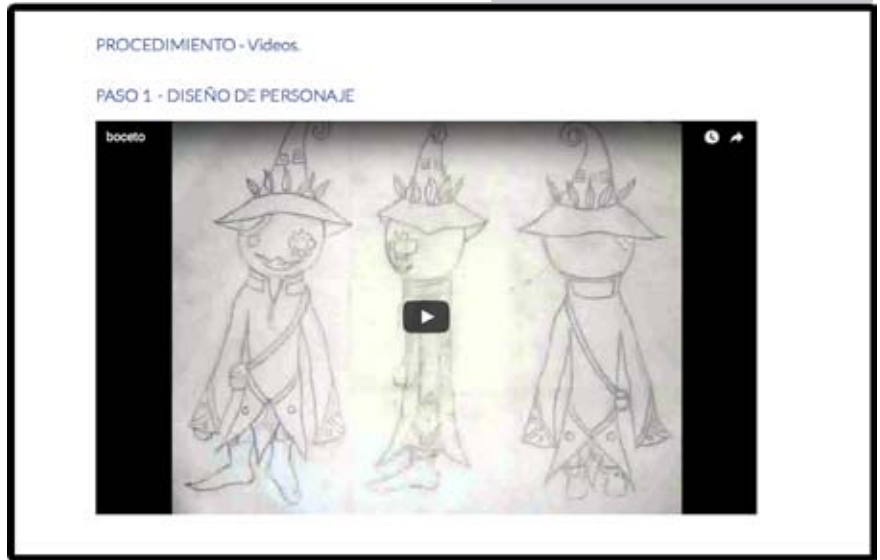 PROCEDIMIENTO - Videos.
PASO 1 - DISEÑO DE PERSONAJE
boceto